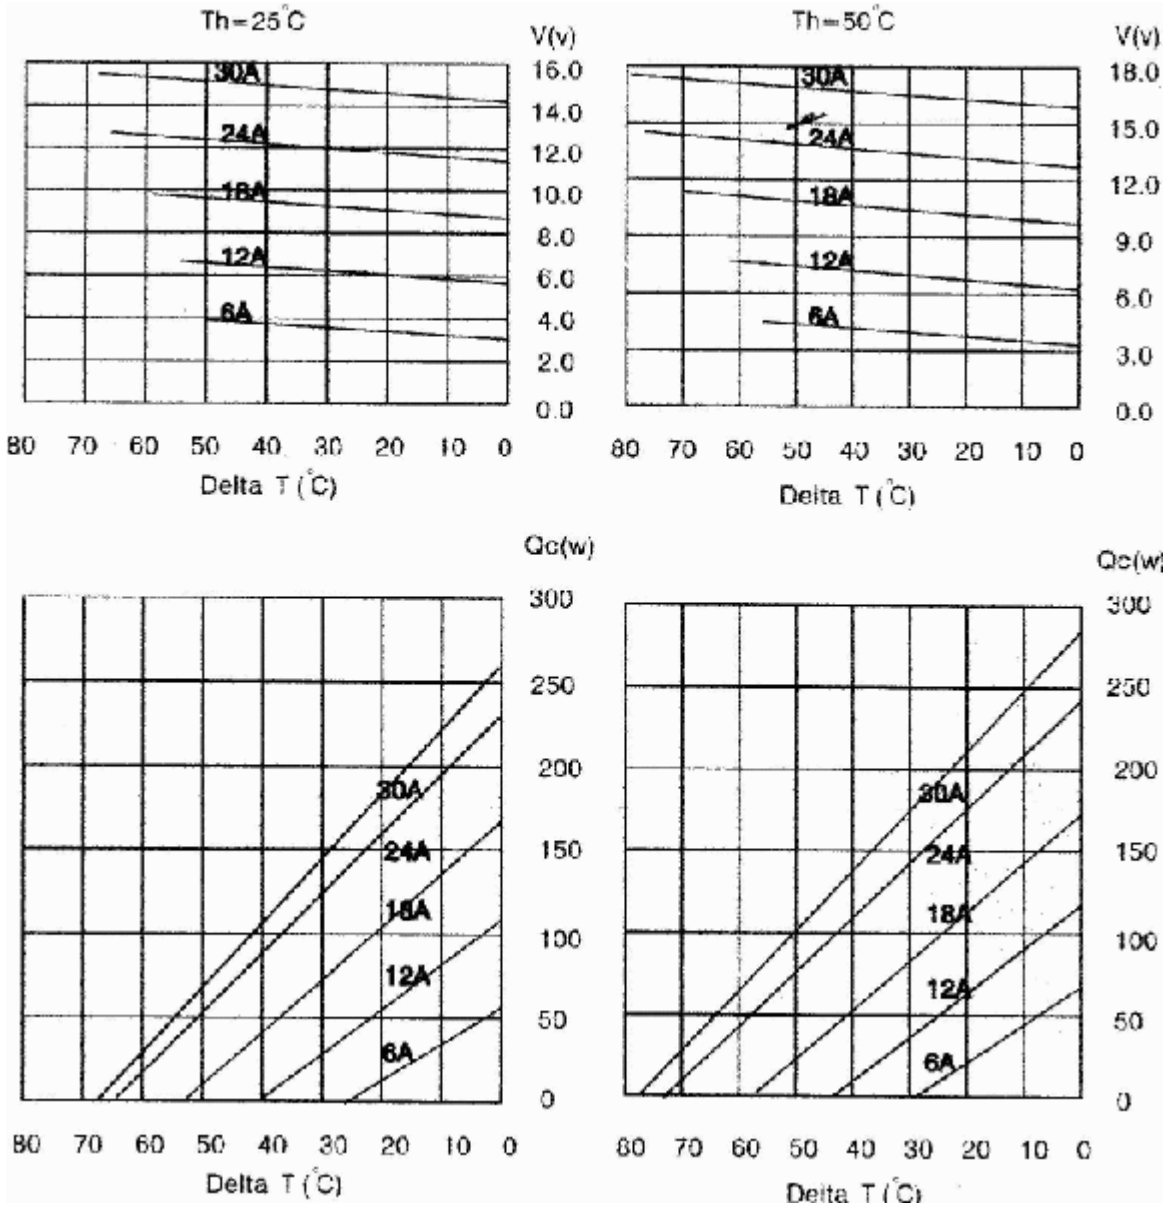 Th=25°C
V(v)
16.0
14.0
12.0
10.0
8.0
6.0
4.0
2.0
0.0
30A
24A
18A
12A
6A
80 70 60 50 40 30 20 10 0
Delta T (°C)
Th=50°C
V(v)
18.0
15.0
12.0
9.0
6.0
3.0
0.0
30A
24A
18A
12A
6A
80 70 60 50 40 30 20 10 0
Delta T (°C)
Qc(w)
300
250
200
150
100
50
0
30A
24A
18A
12A
6A
80 70 60 50 40 30 20 10 0
Delta T (°C)
Qc(w)
300
250
200
150
100
50
0
30A
24A
18A
12A
6A
80 70 60 50 40 30 20 10 0
Delta T (°C)